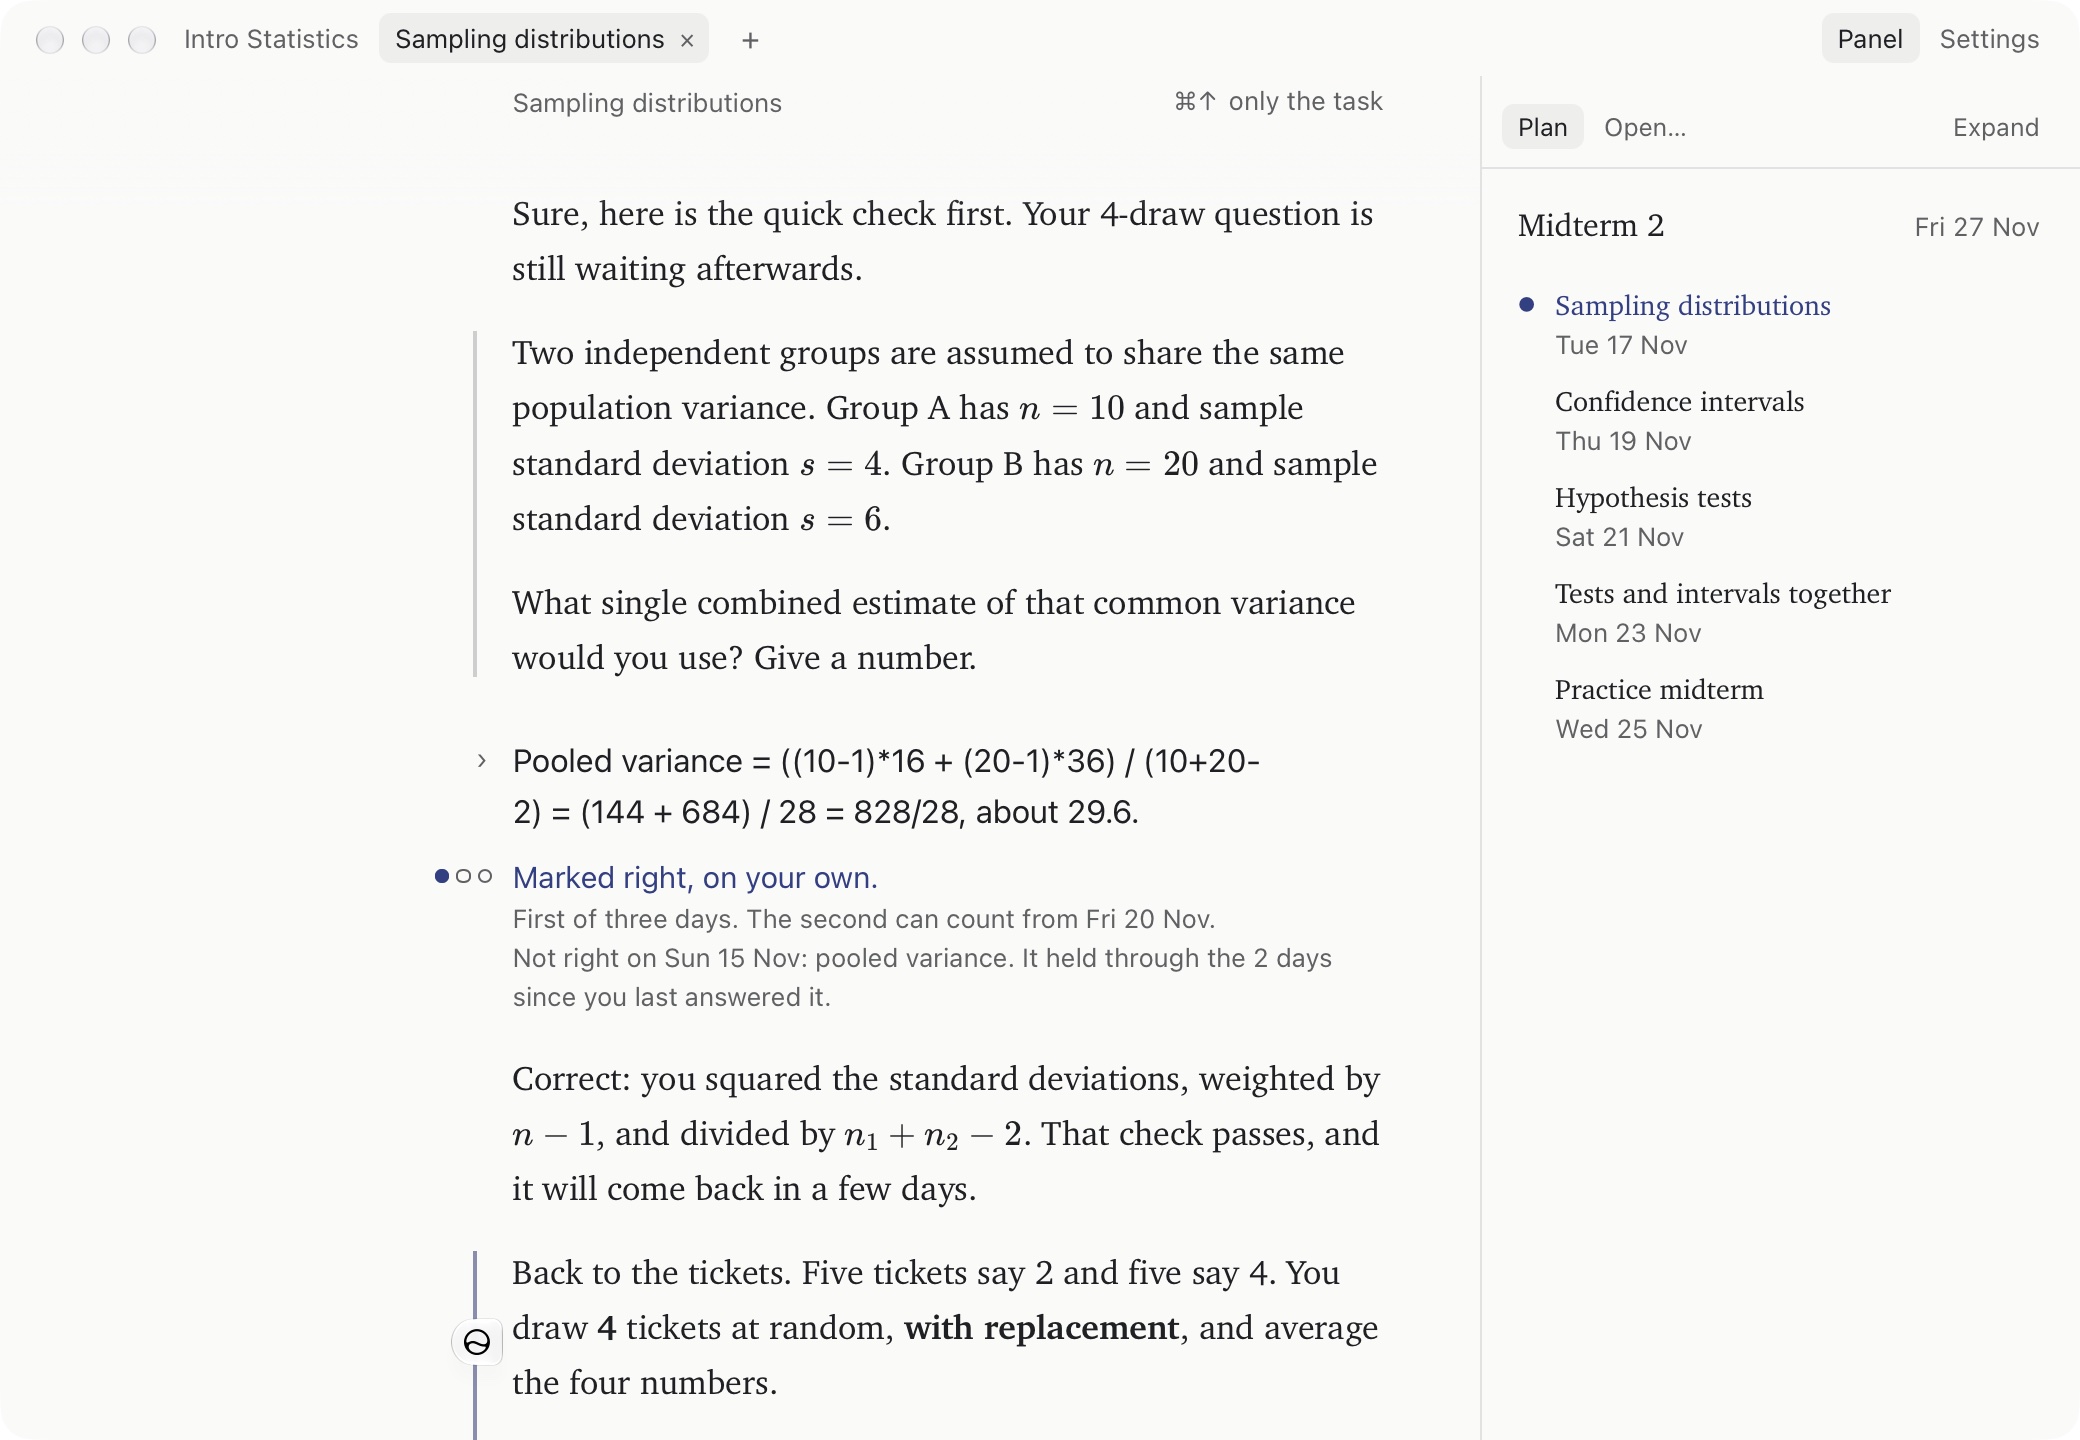 Intro Statistics
Sampling distributions ×
+
Panel
Settings
Sampling distributions
⌘↑ only the task
Sure, here is the quick check first. Your 4-draw question is
still waiting afterwards.
Two independent groups are assumed to share the same
population variance. Group A has n = 10 and sample
standard deviation s = 4. Group B has n = 20 and sample
standard deviation s = 6.
What single combined estimate of that common variance
would you use? Give a number.
› Pooled variance = ((10-1)*16 + (20-1)*36) / (10+20-
2) = (144 + 684) / 28 = 828/28, about 29.6.
Marked right, on your own.
First of three days. The second can count from Fri 20 Nov.
Not right on Sun 15 Nov: pooled variance. It held through the 2 days
since you last answered it.
Correct: you squared the standard deviations, weighted by
n − 1, and divided by n₁ + n₂ − 2. That check passes, and
it will come back in a few days.
Back to the tickets. Five tickets say 2 and five say 4. You
draw 4 tickets at random, with replacement, and average
the four numbers.
Plan
Open...
Expand
Midterm 2
Fri 27 Nov
Sampling distributions
Tue 17 Nov
Confidence intervals
Thu 19 Nov
Hypothesis tests
Sat 21 Nov
Tests and intervals together
Mon 23 Nov
Practice midterm
Wed 25 Nov